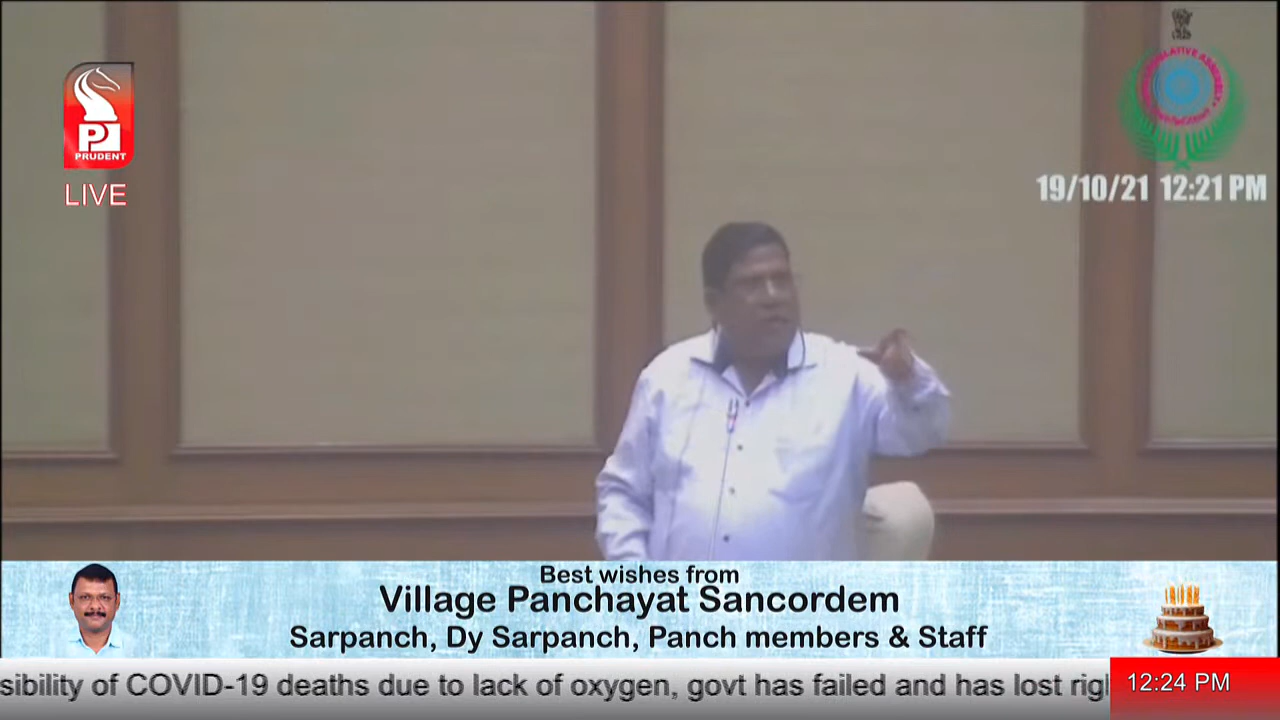 PRUDENT
LIVE
LEGISLATIVE ASSEMBLY
19/10/21 12:21 PM
Best wishes from
Village Panchayat Sancordem
Sarpanch, Dy Sarpanch, Panch members & Staff
sibility of COVID-19 deaths due to lack of oxygen, govt has failed and has lost rig
12:24 PM